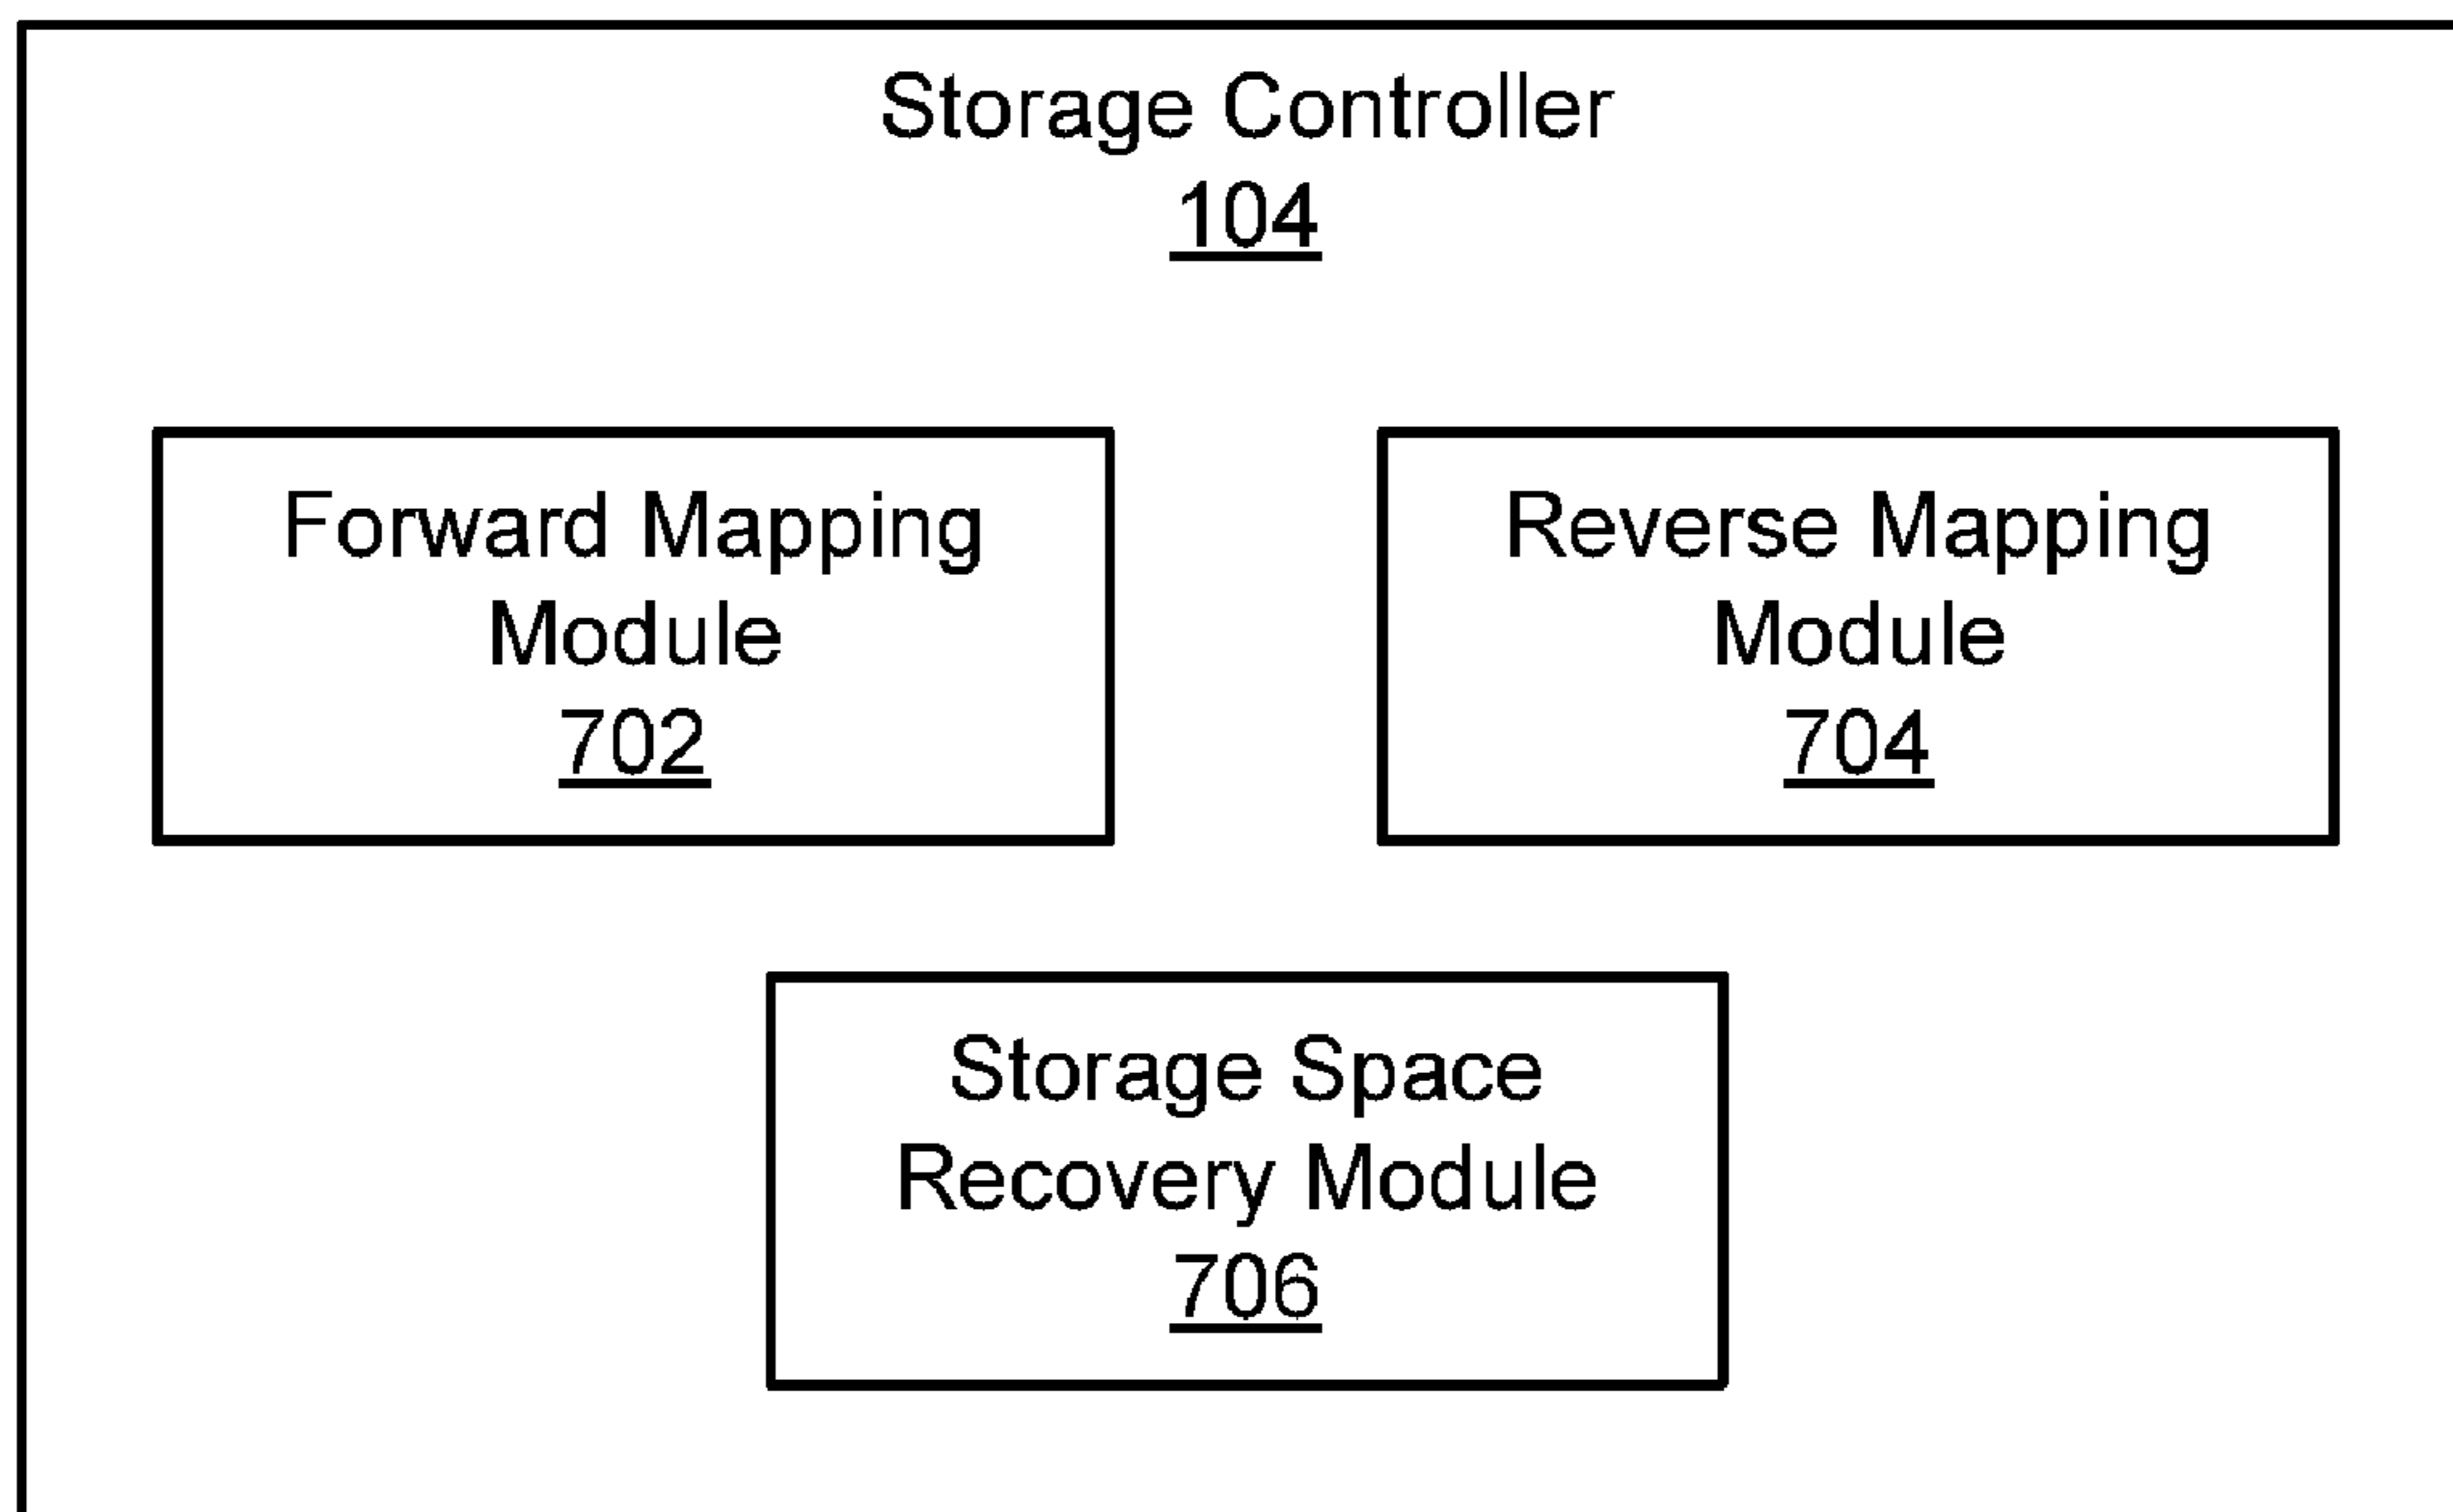 Storage Controller
104
Forward Mapping
Module
702
Reverse Mapping
Module
704
Storage Space
Recovery Module
706